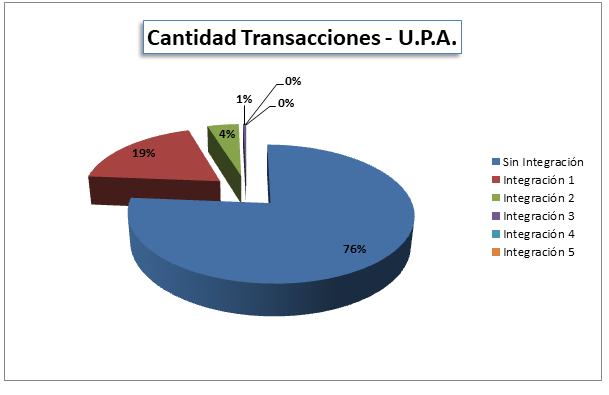 Cantidad Transacciones - U.P.A.
0%
1%
0%
4%
19%
76%
Sin Integración
Integración 1
Integración 2
Integración 3
Integración 4
Integración 5